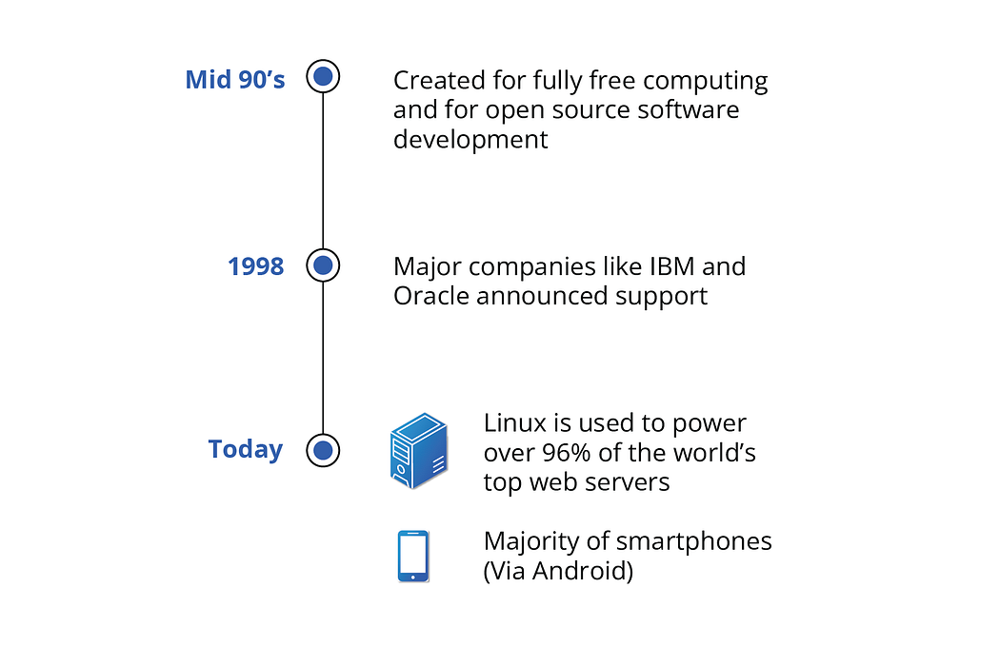 Mid 90’s
Created for fully free computing
and for open source software
development
1998
Major companies like IBM and
Oracle announced support
Today
Linux is used to power
over 96% of the world’s
top web servers
Majority of smartphones
(Via Android)